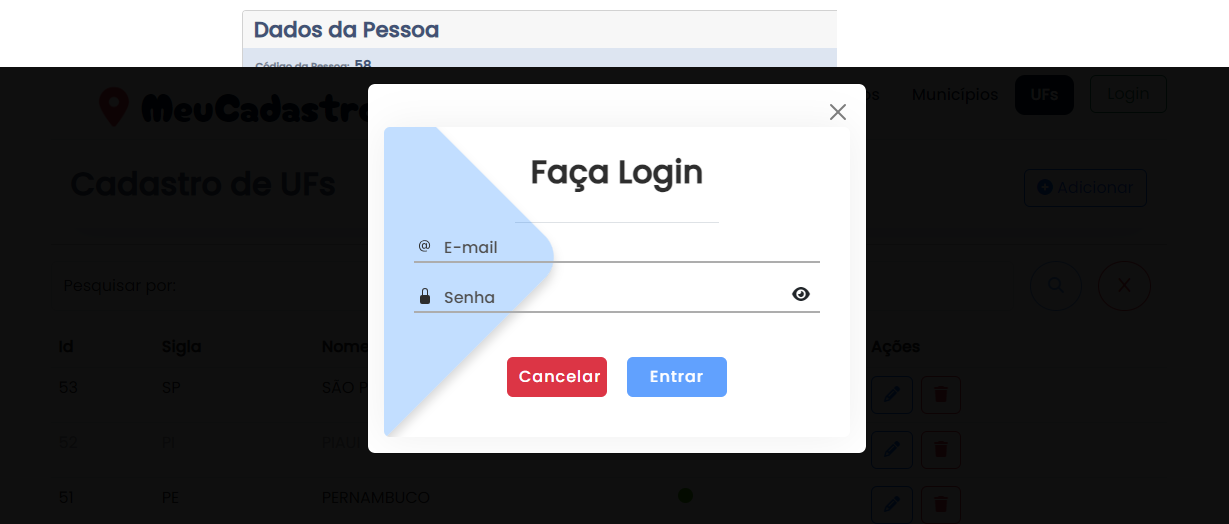 Dados da Pessoa
Código da Pessoa: 58
MeuCadastro
Municipios
UFs
Login
Cadastro de UFs
Adicionar
Faça Login
@ E-mail
Senha
Pesquisar por:
Cancelar
Entrar
Id
Sigla
Nome
Ações
53
SP
SÃO P
52
PI
PIAUÍ
51
PE
PERNAMBUCO